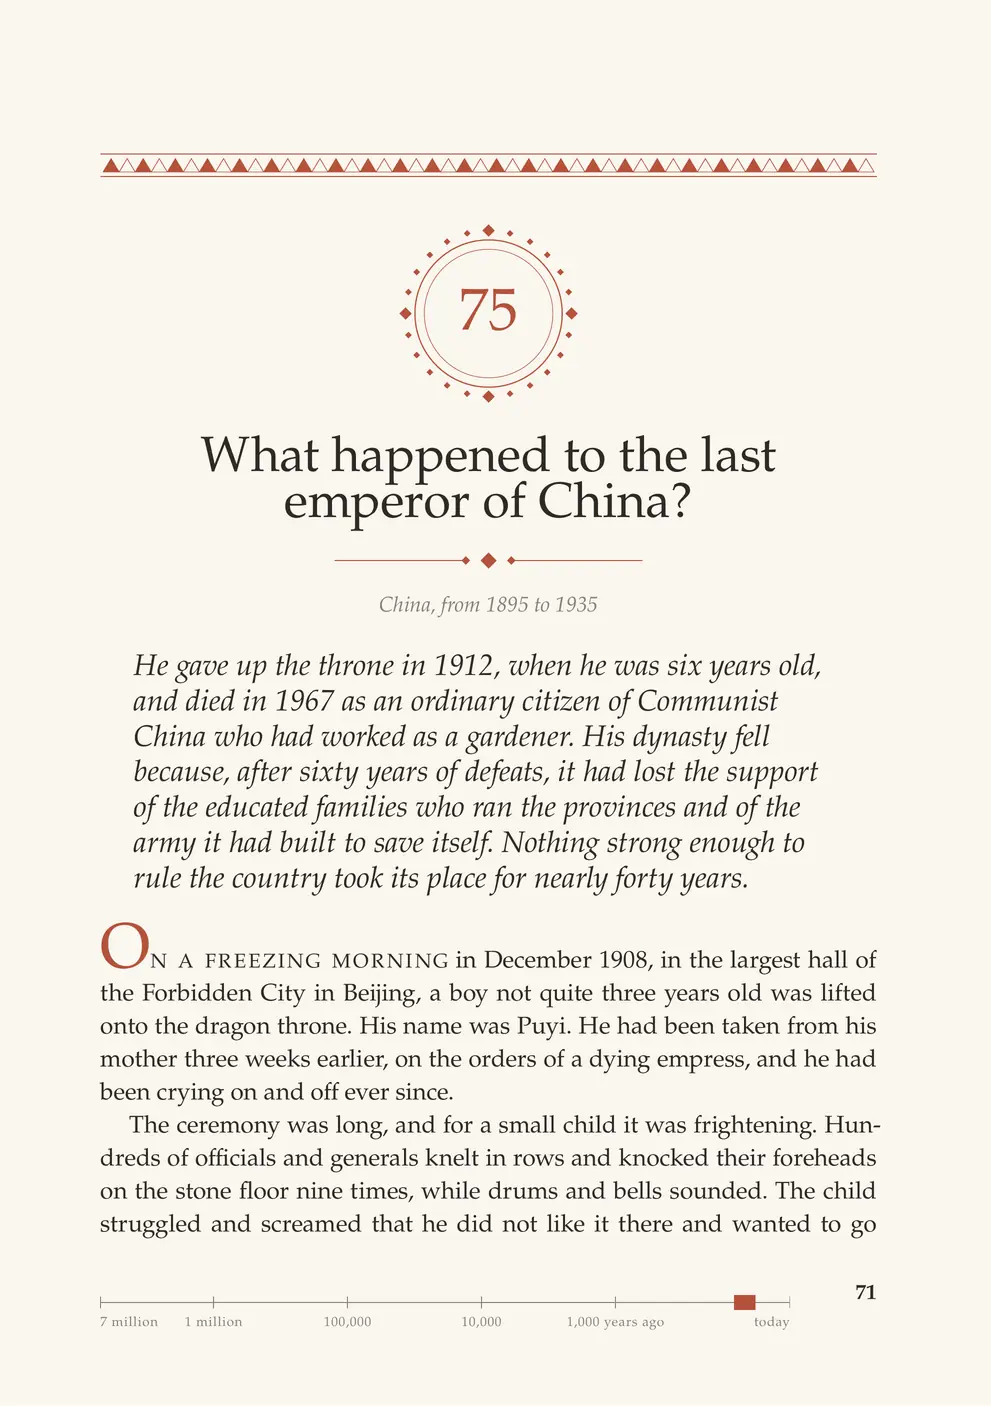 75
What happened to the last
emperor of China?
China, from 1895 to 1935
He gave up the throne in 1912, when he was six years old,
and died in 1967 as an ordinary citizen of Communist
China who had worked as a gardener. His dynasty fell
because, after sixty years of defeats, it had lost the support
of the educated families who ran the provinces and of the
army it had built to save itself. Nothing strong enough to
rule the country took its place for nearly forty years.
ON A FREEZING MORNING in December 1908, in the largest hall of
the Forbidden City in Beijing, a boy not quite three years old was lifted
onto the dragon throne. His name was Puyi. He had been taken from his
mother three weeks earlier, on the orders of a dying empress, and he had
been crying on and off ever since.
The ceremony was long, and for a small child it was frightening. Hun-
dreds of officials and generals knelt in rows and knocked their foreheads
on the stone floor nine times, while drums and bells sounded. The child
struggled and screamed that he did not like it there and wanted to go
71
7 million 1 million 100,000 10,000 1,000 years ago today